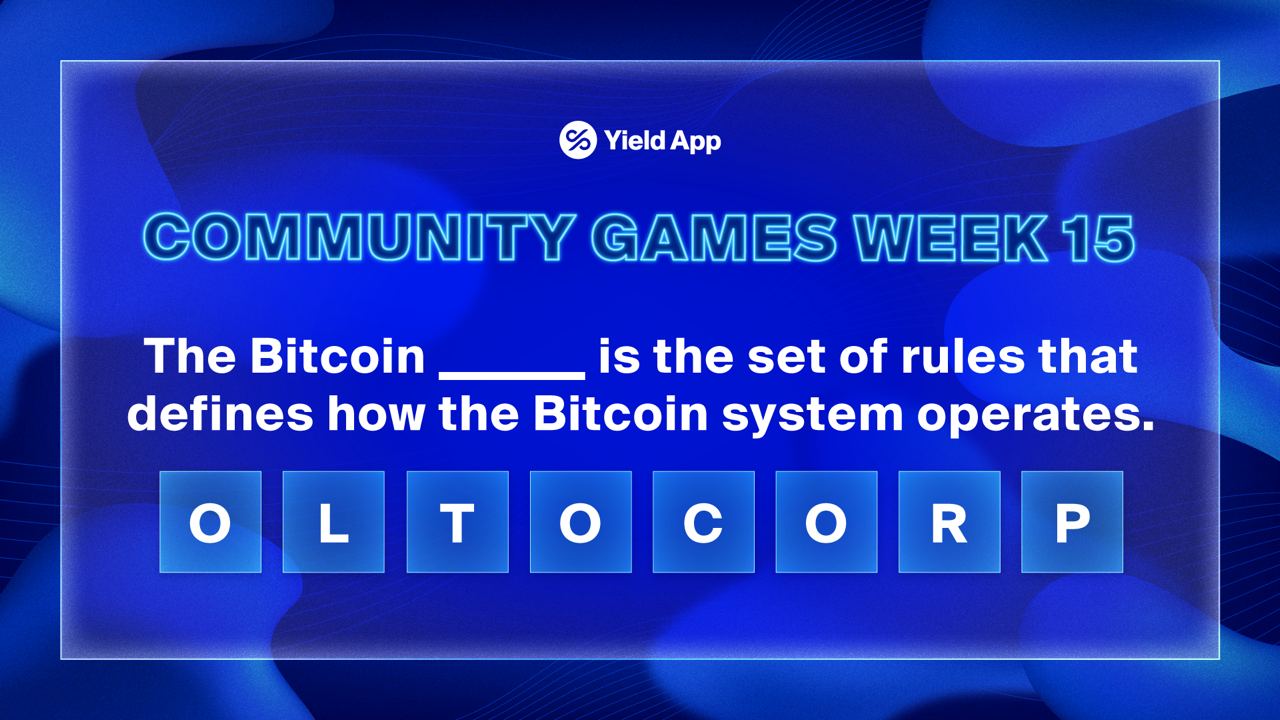 Yield App
COMMUNITY GAMES WEEK 15
The Bitcoin ______ is the set of rules that
defines how the Bitcoin system operates.
O L T O C O R P